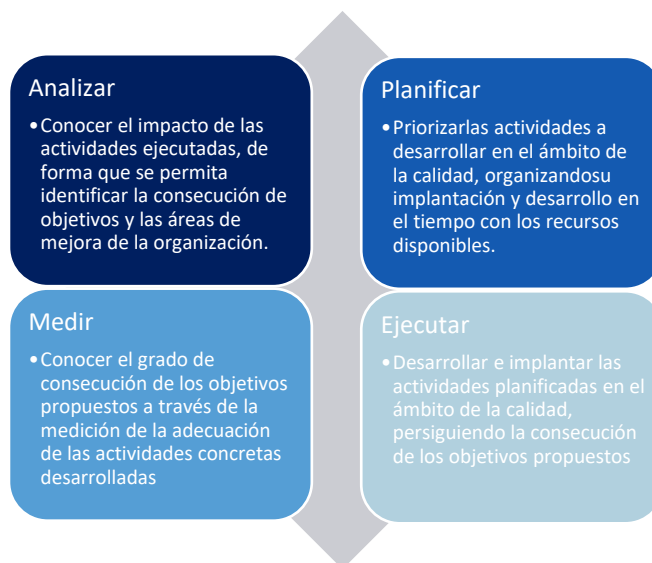 Analizar
•Conocer el impacto de las
actividades ejecutadas, de
forma que se permita
identificar la consecución de
objetivos y las áreas de
mejora de la organización.
Planificar
•Priorizarlas actividades a
desarrollar en el ámbito de
la calidad, organizandosu
implantación y desarrollo en
el tiempo con los recursos
disponibles.
Medir
•Conocer el grado de
consecución de los objetivos
propuestos a través de la
medición de la adecuación
de las actividades concretas
desarrolladas
Ejecutar
•Desarrollar e implantar las
actividades planificadas en el
ámbito de la calidad,
persiguiendo la consecución
de los objetivos propuestos